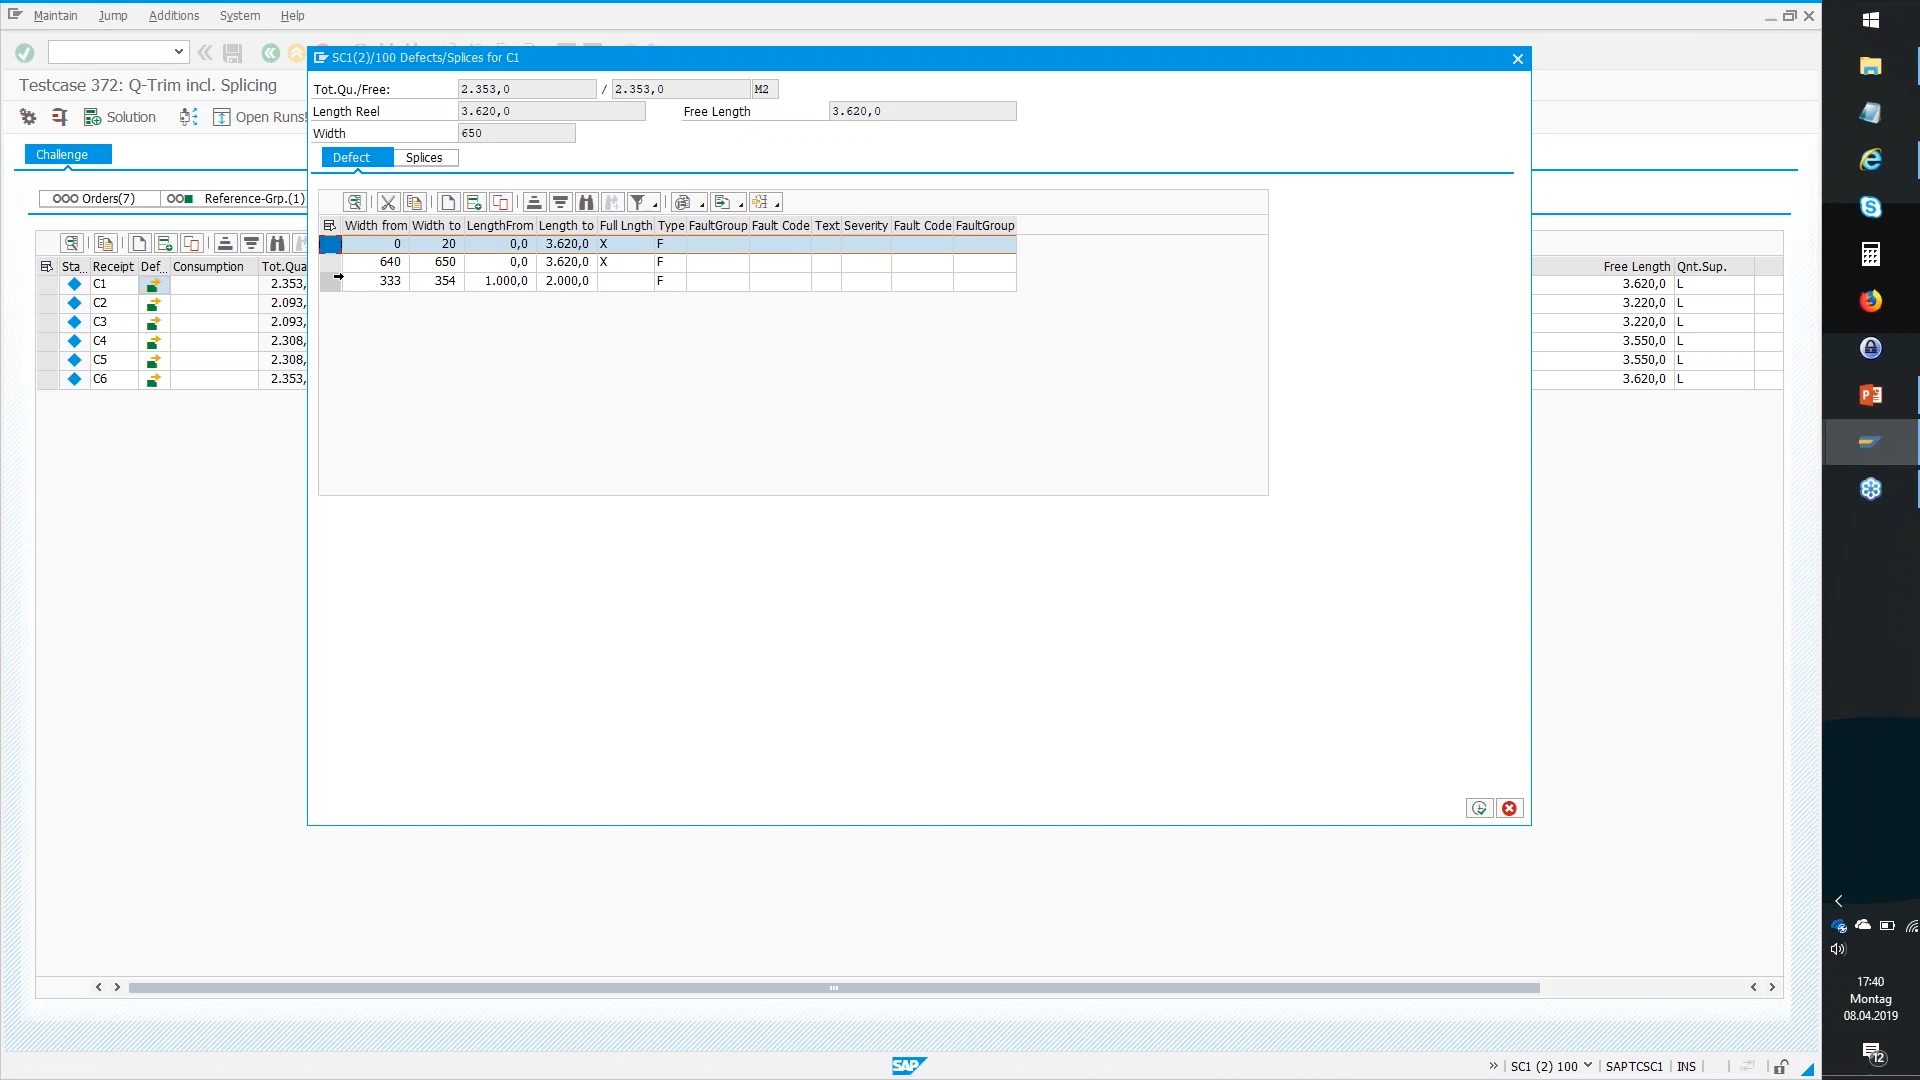 Maintain Jump Additions System Help
SC1(2)/100 Defects/Splices for C1
Testcase 372: Q-Trim incl. Splicing
Tot.Qu./Free: 2.353,0 / 2.353,0 M2
Solution Open Runs!
Length Reel 3.620,0 Free Length 3.620,0
Width 650
Challenge
Defect Splices
Orders(7) Reference-Grp.(1)
Width from Width to LengthFrom Length to Full Lngth Type FaultGroup Fault Code Text Severity Fault Code FaultGroup
0 20 0,0 3.620,0 X F
640 650 0,0 3.620,0 X F
333 354 1.000,0 2.000,0 F
Sta... Receipt Def... Consumption Tot.Qua Free Length Qnt.Sup.
C1 2.353, 3.620,0 L
C2 2.093, 3.220,0 L
C3 2.093, 3.220,0 L
C4 2.308, 3.550,0 L
C5 2.308, 3.550,0 L
C6 2.353, 3.620,0 L
17:40
Montag
08.04.2019
12
SAP SC1 (2) 100 SAPTCSC1 INS